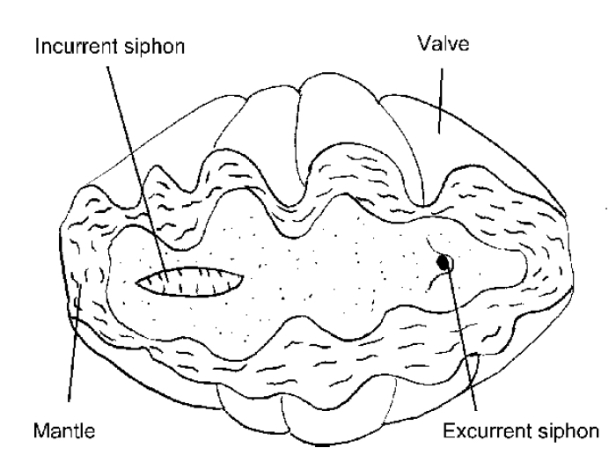 Incurrent siphon
Valve
Mantle
Excurrent siphon